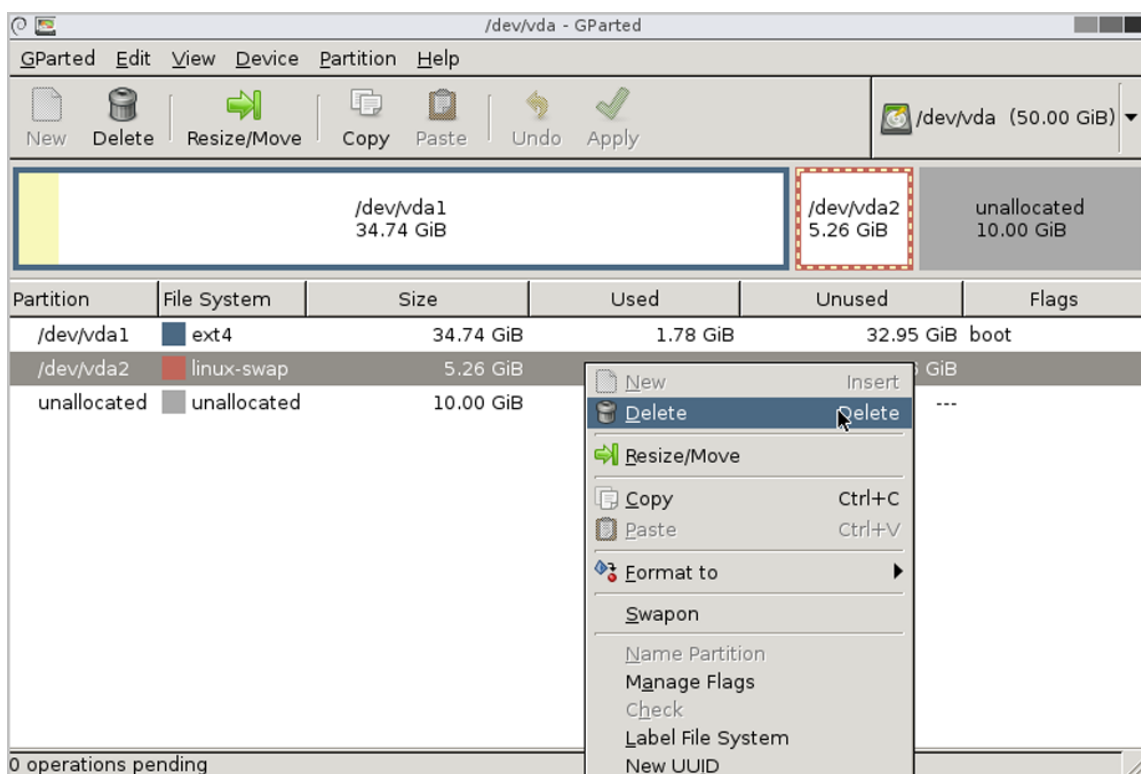 /dev/vda - GParted
GParted Edit View Device Partition Help
New Delete Resize/Move Copy Paste Undo Apply /dev/vda (50.00 GiB)
/dev/vda1
34.74 GiB
/dev/vda2
5.26 GiB
unallocated
10.00 GiB
Partition File System Size Used Unused Flags
/dev/vda1 ext4 34.74 GiB 1.78 GiB 32.95 GiB boot
/dev/vda2 linux-swap 5.26 GiB GiB
unallocated unallocated 10.00 GiB ---
New Insert
Delete Delete
Resize/Move
Copy Ctrl+C
Paste Ctrl+V
Format to
Swapon
Name Partition
Manage Flags
Check
Label File System
New UUID
0 operations pending